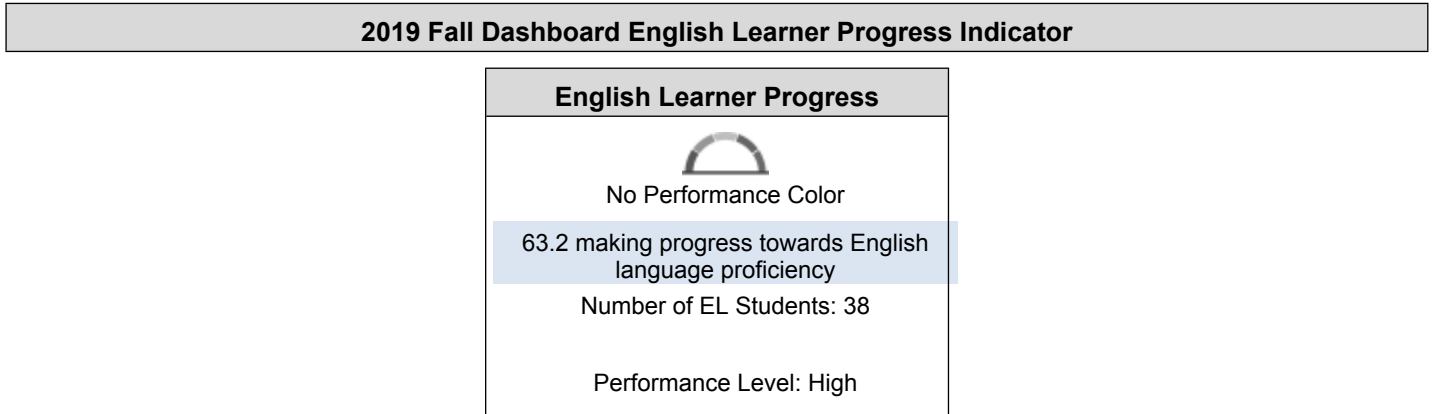 2019 Fall Dashboard English Learner Progress Indicator
English Learner Progress
No Performance Color
63.2 making progress towards English
language proficiency
Number of EL Students: 38
Performance Level: High